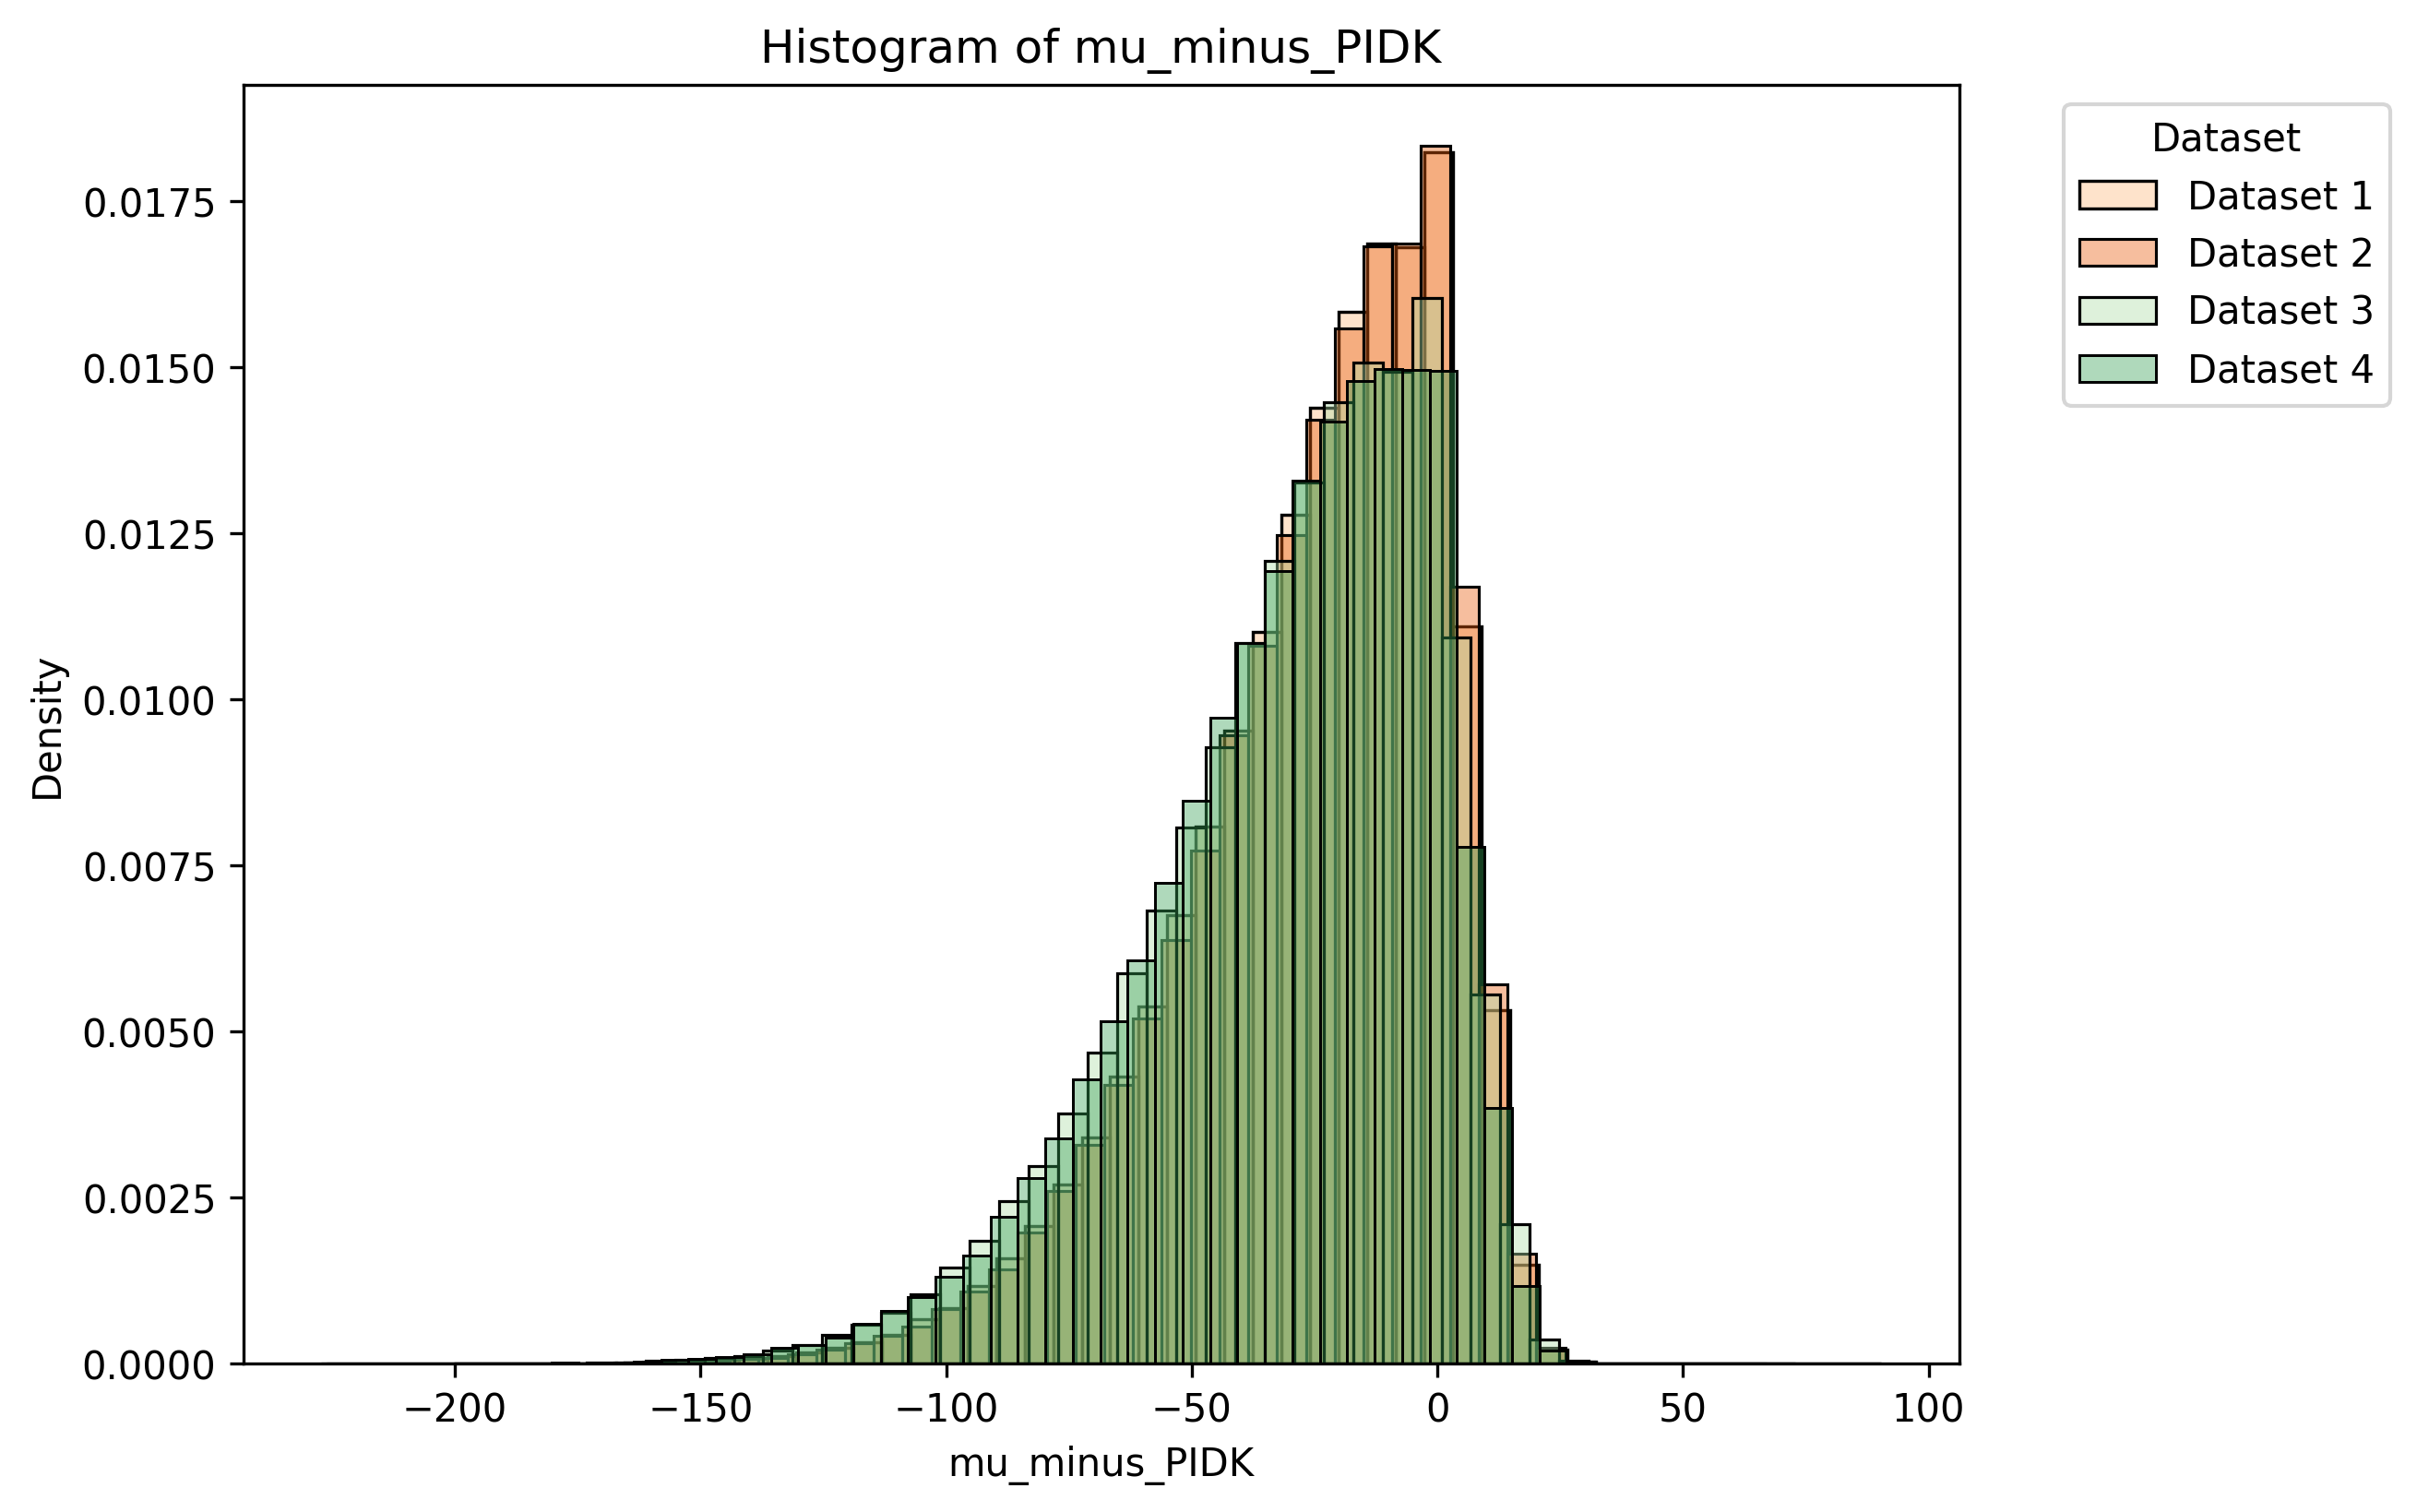 Histogram of mu_minus_PIDK
Dataset
Dataset 1
Dataset 2
Dataset 3
Dataset 4
Density
0.0175
0.0150
0.0125
0.0100
0.0075
0.0050
0.0025
0.0000
−200
−150
−100
−50
0
50
100
mu_minus_PIDK